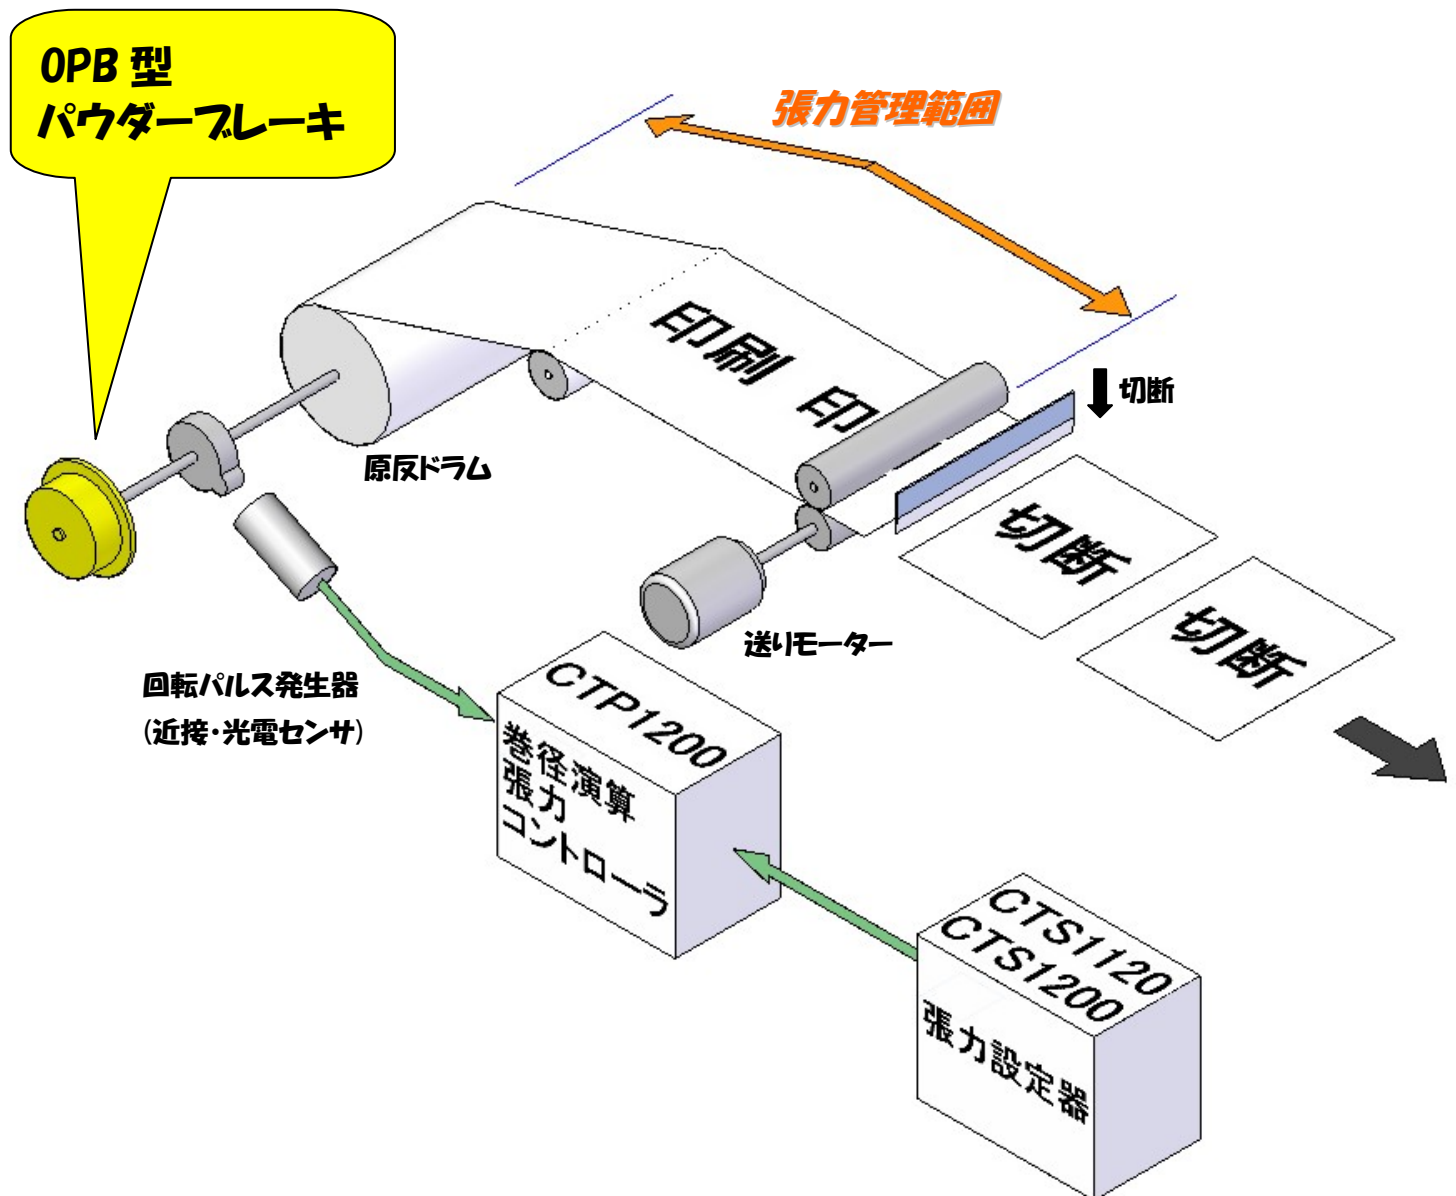 OPB 型
パウダーブレーキ
張力管理範囲
印刷 印
切断
原反ドラム
切断
切断
送りモーター
回転パルス発生器
(近接・光電センサ)
CTP1200
巻径演算
張力
コントローラ
CTS1120
CTS1200
張力設定器